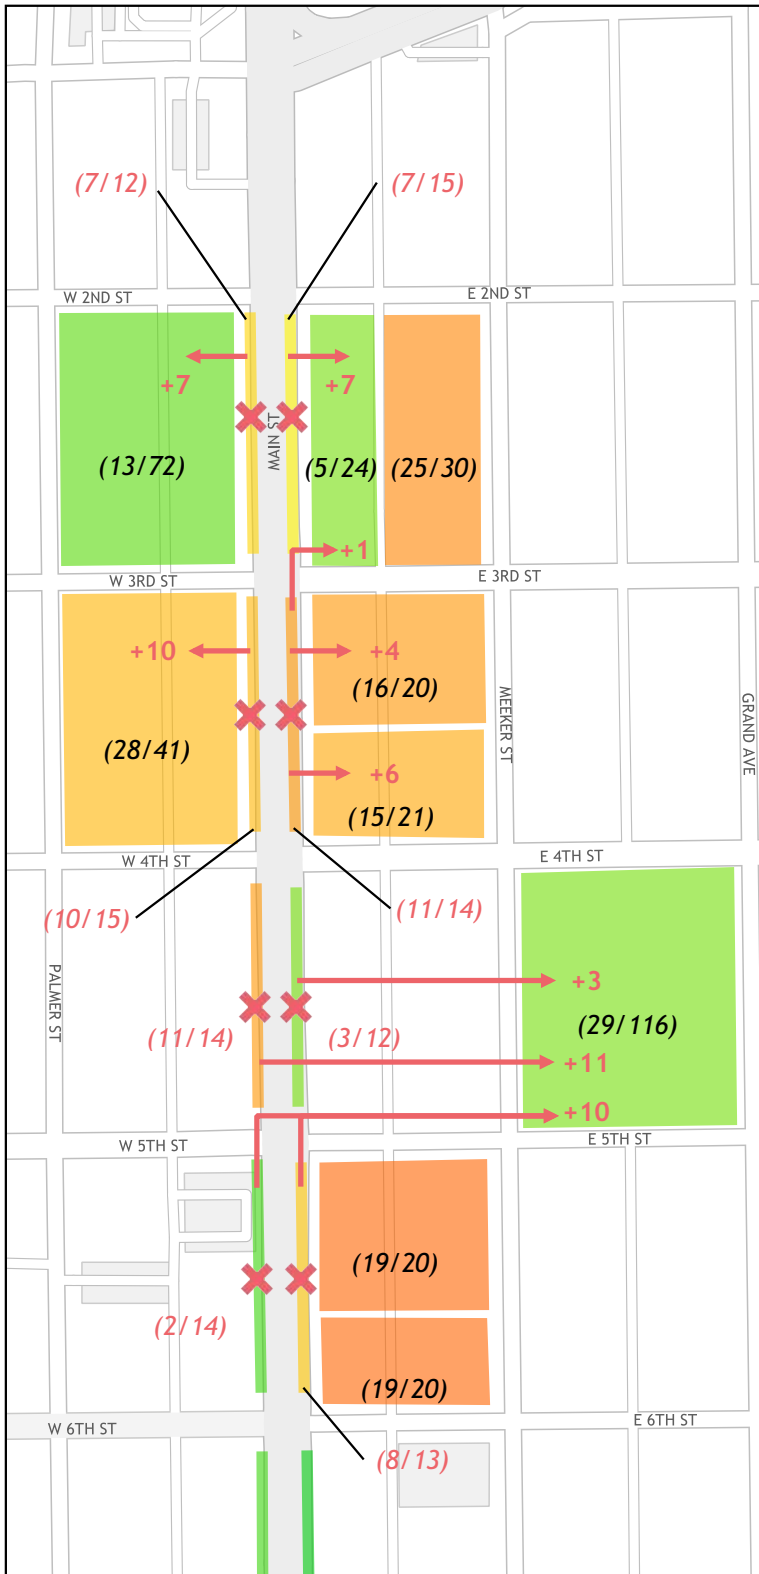 (7/12)
(7/15)
W 2ND ST
E 2ND ST
+7
+7
MAIN ST
(13/72)
(5/24)
(25/30)
+1
W 3RD ST
E 3RD ST
+10
+4
(16/20)
MEEKER ST
GRAND AVE
(28/41)
+6
(15/21)
W 4TH ST
E 4TH ST
(10/15)
(11/14)
PALMER ST
+3
(11/14)
(3/12)
(29/116)
+11
+10
W 5TH ST
E 5TH ST
(19/20)
(2/14)
(19/20)
W 6TH ST
E 6TH ST
(8/13)